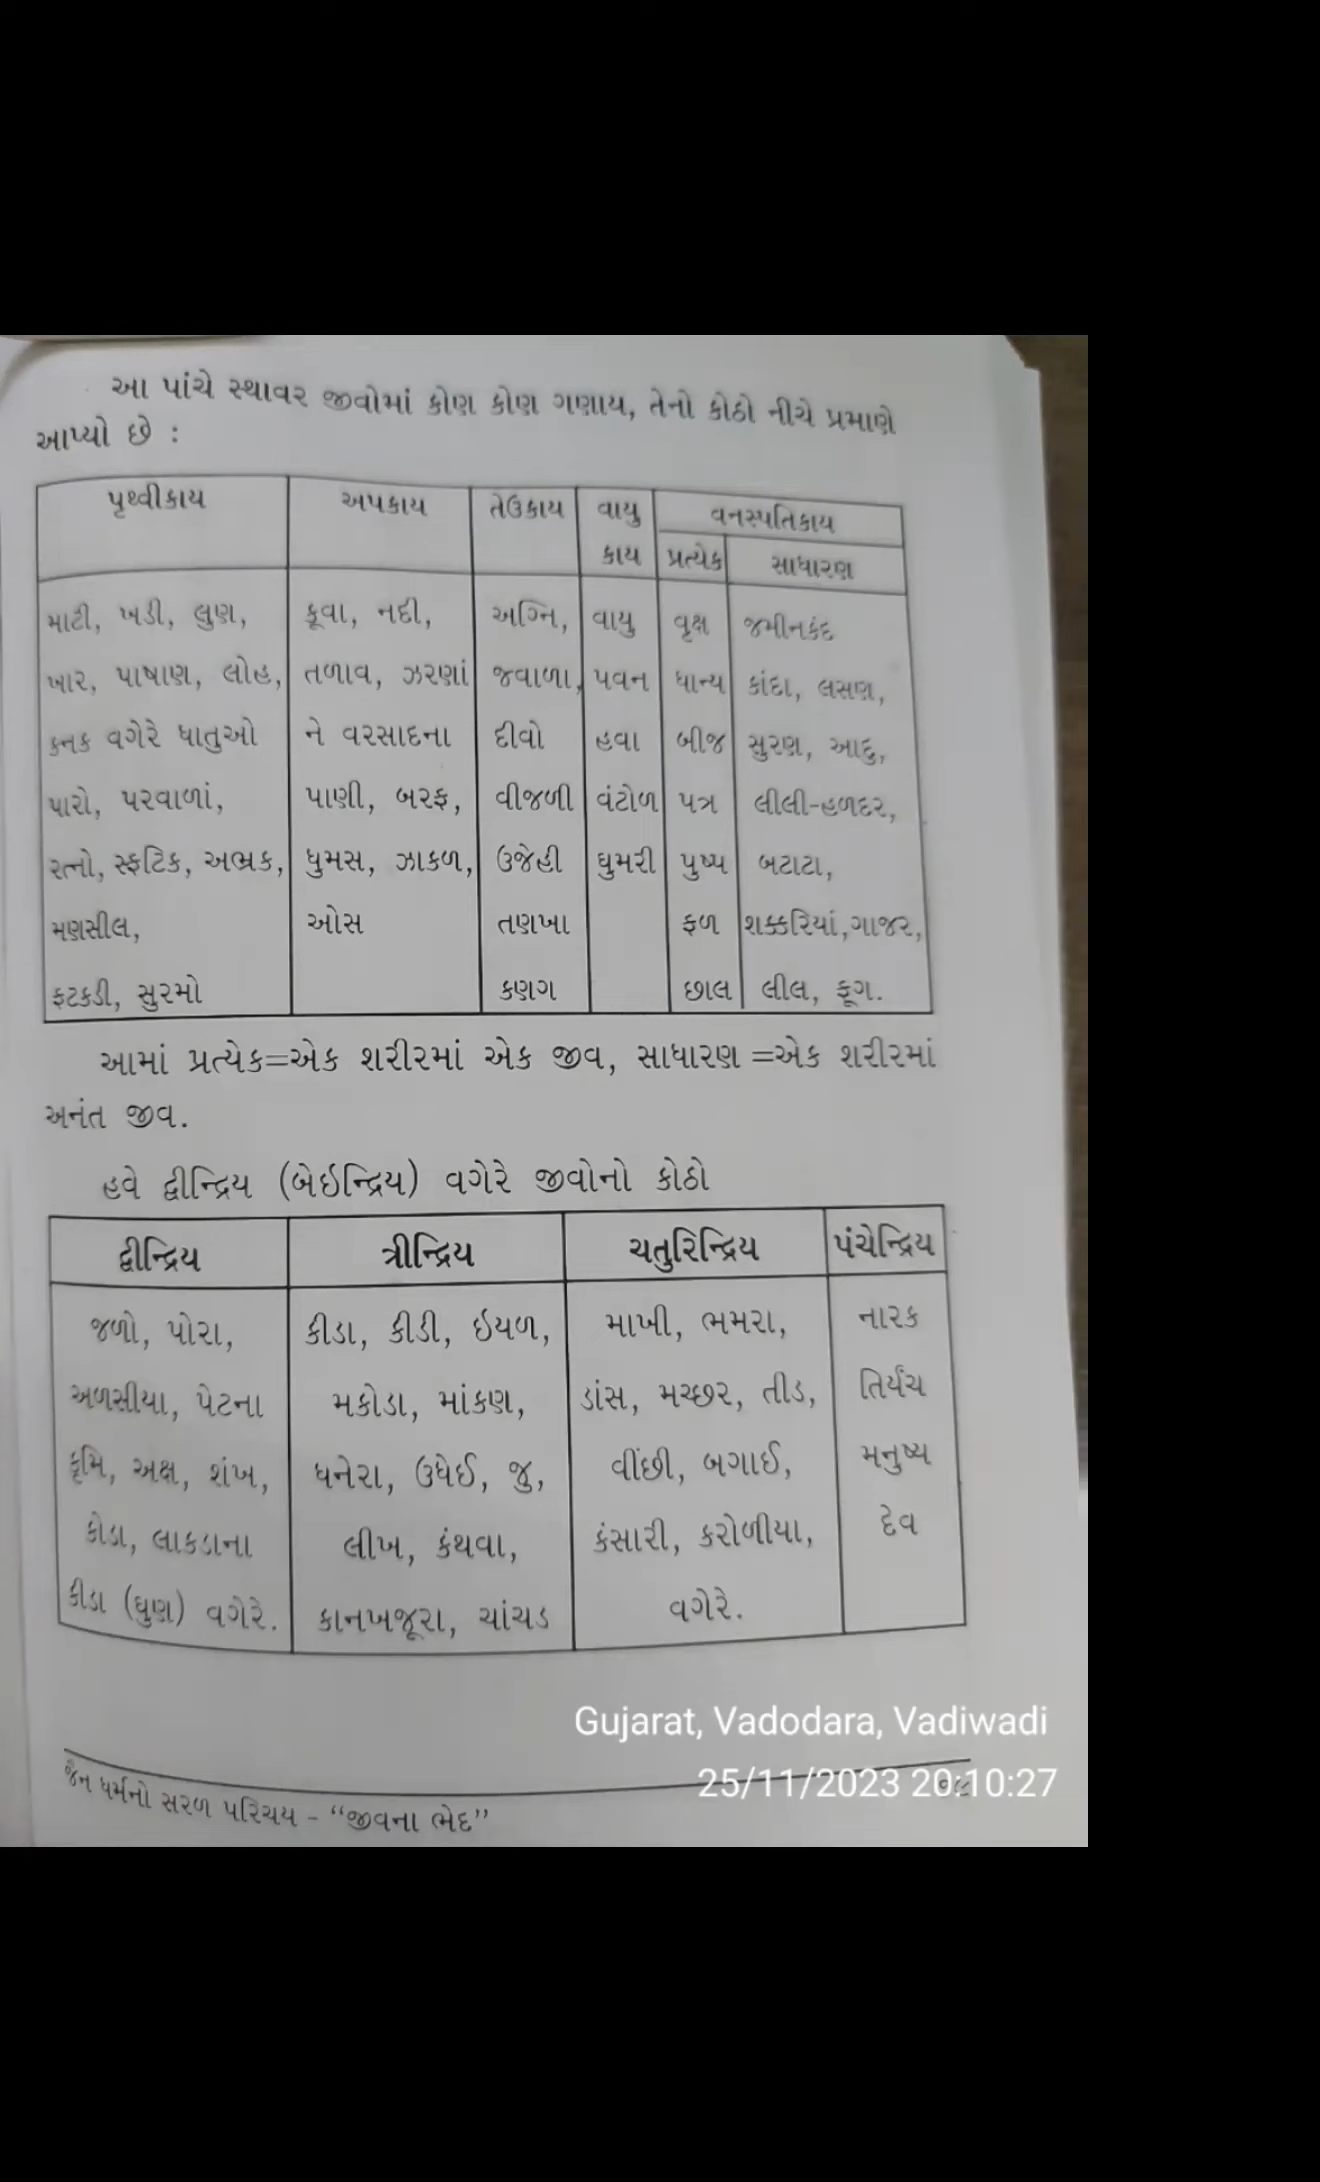 આ પાંચે સ્થાવર જીવોમાં કોણ કોણ ગણાય, તેનો કોઠો નીચે પ્રમાણે
આપ્યો છે :
પૃથ્વીકાય અપકાય તેઉકાય વાયુ વનસ્પતિકાય
કાય પ્રત્યેક સાધારણ
માટી, ખડી, લુણ, કૂવા, નદી, અગ્નિ, વાયુ વૃક્ષ જમીનકંદ
ખાર, પાષાણ, લોહ, તળાવ, ઝરણાં જવાળા, પવન ધાન્ય કાંદા, લસણ,
કનક વગેરે ધાતુઓ ને વરસાદના દીવો હવા બીજ સુરણ, આદુ,
પારો, પરવાળાં, પાણી, બરફ, વીજળી વંટોળ પત્ર લીલી-હળદર,
રત્નો, સ્ફટિક, અભ્રક, ધુમસ, ઝાકળ, ઉજેહી ઘુમરી પુષ્પ બટાટા,
મણસીલ, ઓસ તણખા ફળ શક્કરિયાં,ગાજર,
ફટકડી, સુરમો કણગ છાલ લીલ, ફૂગ.
આમાં પ્રત્યેક=એક શરીરમાં એક જીવ, સાધારણ =એક શરીરમાં
અનંત જીવ.
હવે દ્વીન્દ્રિય (બેઇન્દ્રિય) વગેરે જીવોનો કોઠો
દ્વીન્દ્રિય ત્રીન્દ્રિય ચતુરિન્દ્રિય પંચેન્દ્રિય
જળો, પોરા, કીડા, કીડી, ઇયળ, માખી, ભમરા, નારક
અળસીયા, પેટના મકોડા, માંકણ, ડાંસ, મચ્છર, તીડ, તિર્યંચ
કૃમિ, અક્ષ, શંખ, ધનેરા, ઉધેઈ, જુ, વીંછી, બગાઈ, મનુષ્ય
કોડા, લાકડાના લીખ, કંથવા, કંસારી, કરોળીયા, દેવ
કીડા (ઘુણ) વગેરે. કાનખજૂરા, ચાંચડ વગેરે.
Gujarat, Vadodara, Vadiwadi
25/11/2023 20:10:27
જૈન ધર્મનો સરળ પરિચય - “જીવના ભેદ”